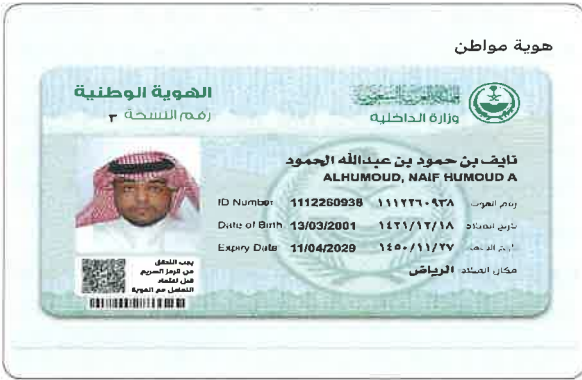 هوية مواطن
الهوية الوطنية
رقم النسخة ٣
المملكة العربية السعودية
وزارة الداخلية
نايف بن حمود بن عبدالله الحمود
ALHUMOUD, NAIF HUMOUD A
ID Number 1112260938 ١١١٢٢٦٠٩٣٨ رقم الهوية
Date of Birth 13/03/2001 ١٤٢١/١٢/١٨ تاريخ الميلاد
Expiry Date 11/04/2029 ١٤٥٠/١١/٢٧
مكان الميلاد الرياض
يجب التحقق
من الرمز السريع
قبل اعتماد
التعامل مع الهوية